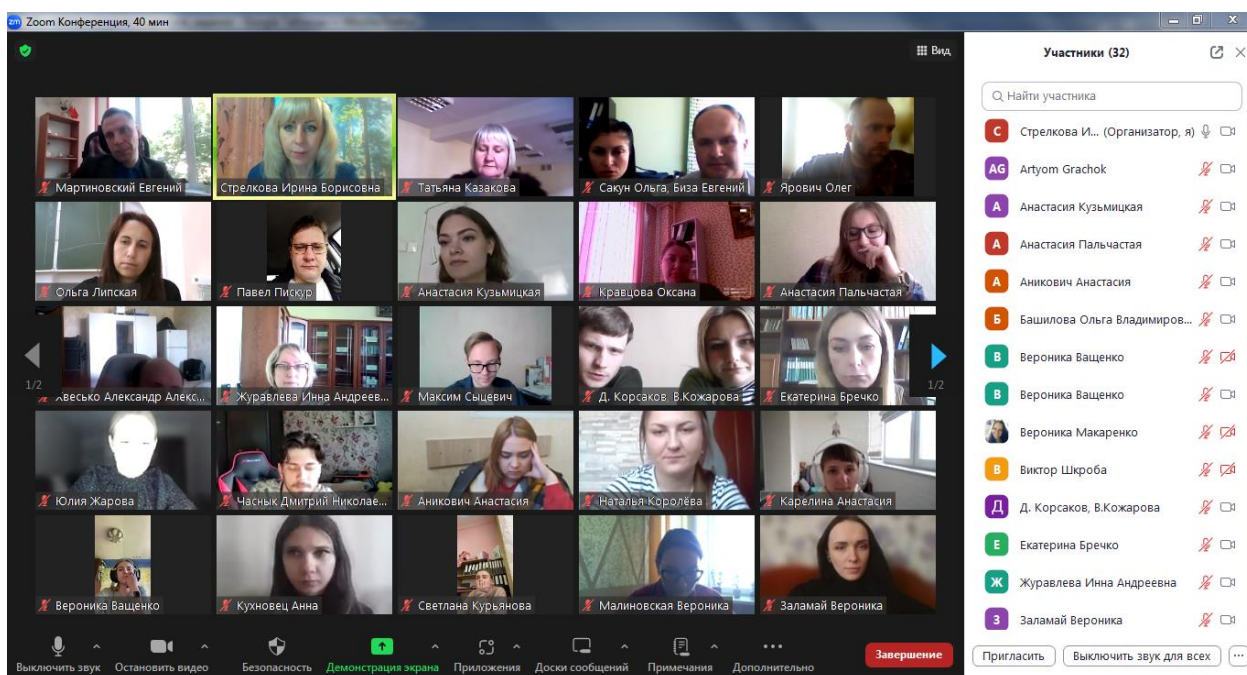 zm Zoom Конференция, 40 мин
Вид
Мартиновский Евгений
Стрелкова Ирина Борисовна
Татьяна Казакова
Сакун Ольга, Биза Евгений
Ярович Олег
Ольга Липская
Павел Пискур
Анастасия Кузьмицкая
Кравцова Оксана
Анастасия Пальчастая
1/2
Хвесько Александр Алекс...
Журавлева Инна Андреев...
Максим Сыцевич
Д. Корсаков, В.Кожарова
Екатерина Бречко
1/2
Юлия Жарова
Часнык Дмитрий Николае...
Аникович Анастасия
Наталья Королёва
Карелина Анастасия
Вероника Ващенко
Кухновец Анна
Светлана Курьянова
Малиновская Вероника
Заламай Вероника
Выключить звук
Остановить видео
Безопасность
Демонстрация экрана
Приложения
Доски сообщений
Примечания
Дополнительно
Завершение
Участники (32)
Найти участника
С Стрелкова И... (Организатор, я)
AG Artyom Grachok
А Анастасия Кузьмицкая
А Анастасия Пальчастая
А Аникович Анастасия
Б Башилова Ольга Владимиров...
В Вероника Ващенко
В Вероника Ващенко
Вероника Макаренко
В Виктор Шкроба
Д Д. Корсаков, В.Кожарова
Е Екатерина Бречко
Ж Журавлева Инна Андреевна
З Заламай Вероника
Пригласить
Выключить звук для всех
...